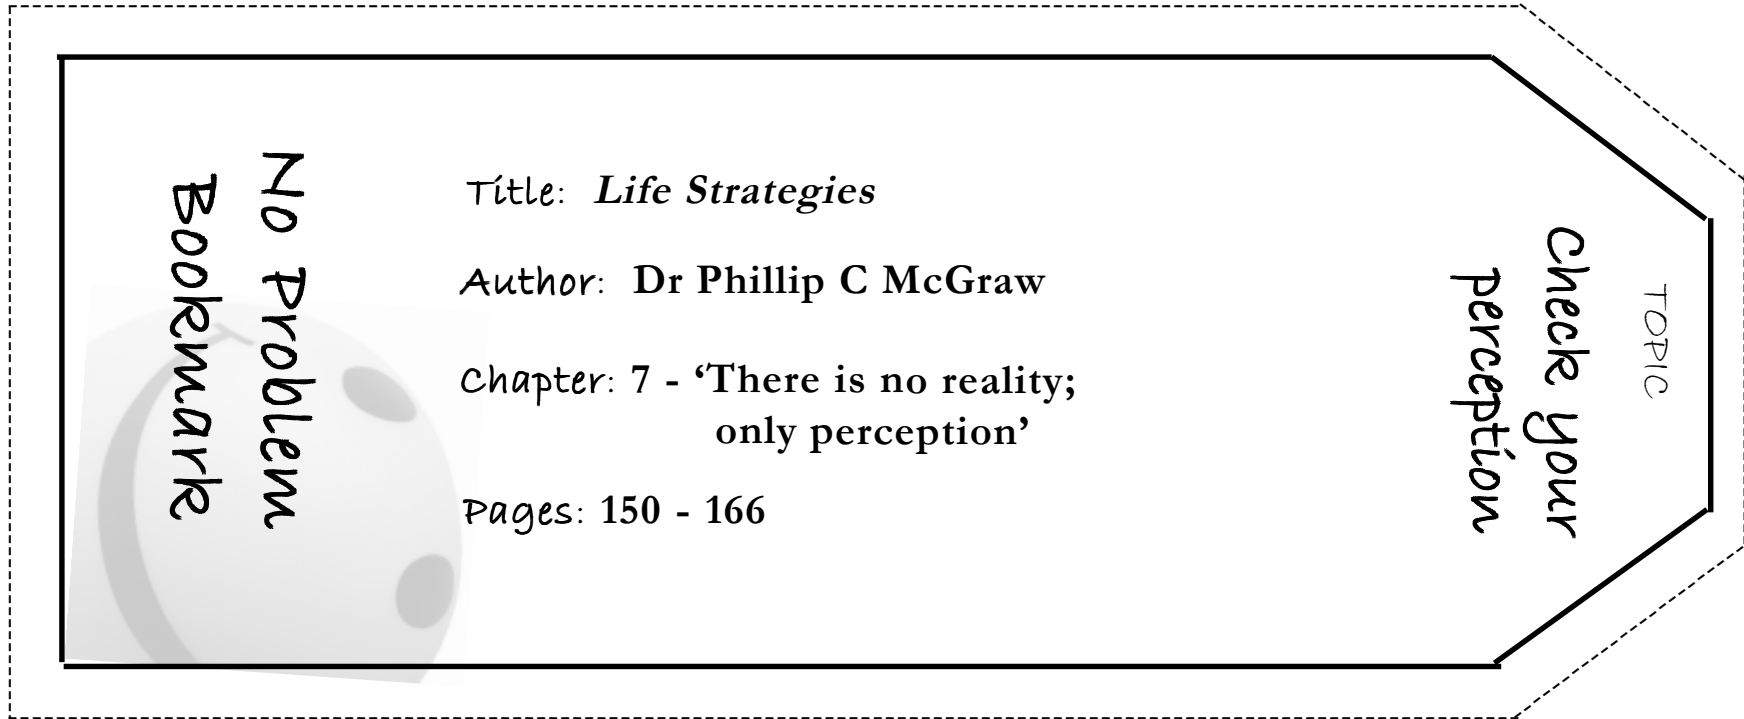 No Problem
Bookmark
Title: Life Strategies
Author: Dr Phillip C McGraw
Chapter: 7 - ‘There is no reality;
only perception’
Pages: 150 - 166
TOPIC
Check your
perception